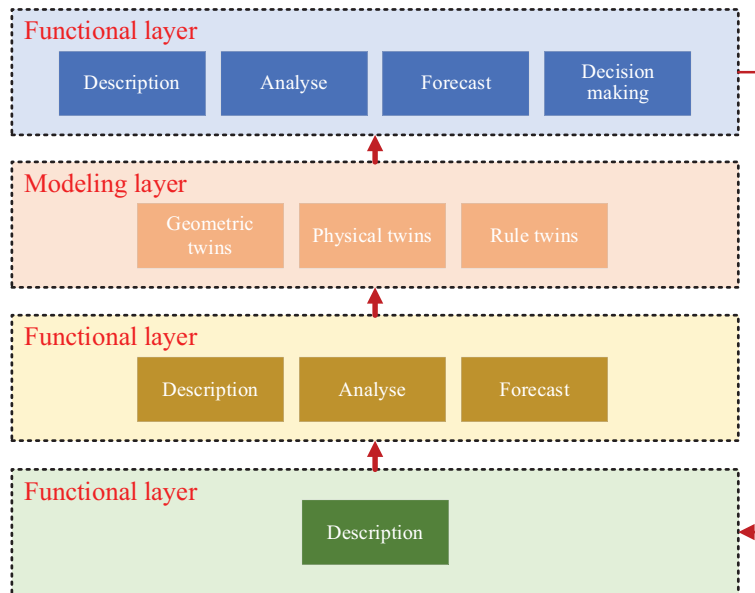 Functional layer
Description
Analyse
Forecast
Decision
making
Modeling layer
Geometric
twins
Physical twins
Rule twins
Functional layer
Description
Analyse
Forecast
Functional layer
Description